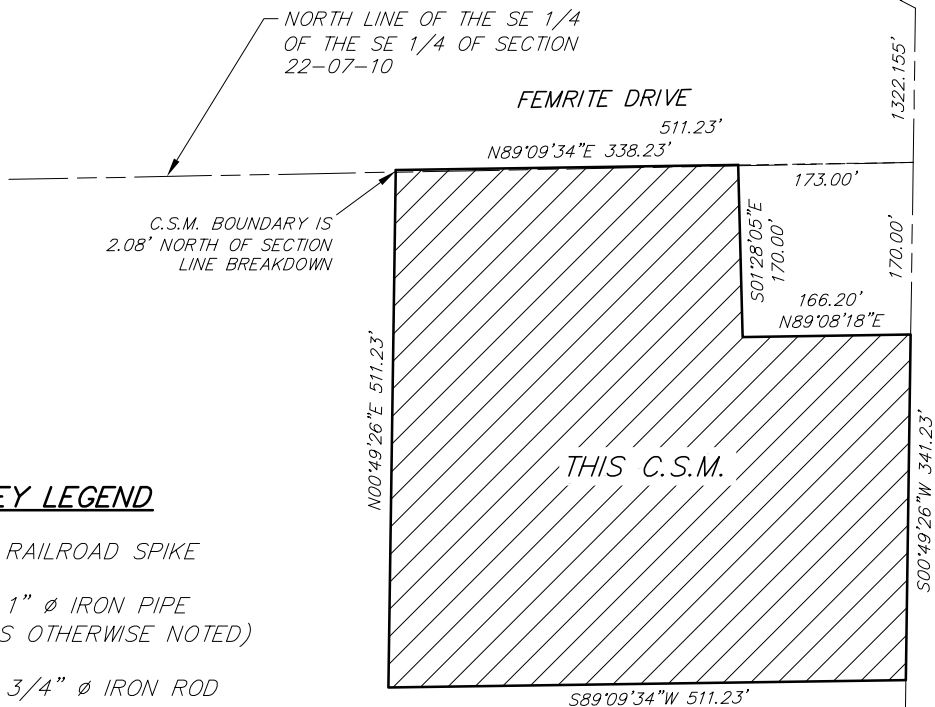 NORTH LINE OF THE SE 1/4
OF THE SE 1/4 OF SECTION
22-07-10
1322.155'
FEMRITE DRIVE
511.23'
N89°09'34"E 338.23'
173.00'
C.S.M. BOUNDARY IS
2.08' NORTH OF SECTION
LINE BREAKDOWN
S01°28'05"E
170.00'
170.00'
166.20'
N89°08'18"E
N00°49'26"E 511.23'
THIS C.S.M.
S00°49'26"W 341.23'
EY LEGEND
RAILROAD SPIKE
1" ø IRON PIPE
S OTHERWISE NOTED)
3/4" ø IRON ROD
S89°09'34"W 511.23'